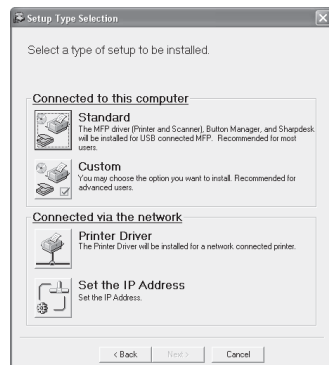 Setup Type Selection
Select a type of setup to be installed.
Connected to this computer
Standard
The MFP driver (Printer and Scanner), Button Manager, and Sharpdesk
will be installed for USB connected MFP. Recommended for most
users.
Custom
You may choose the option you want to install. Recommended for
advanced users.
Connected via the network
Printer Driver
The Printer Driver will be installed for a network connected printer.
Set the IP Address
Set the IP Address.
< Back
Next >
Cancel